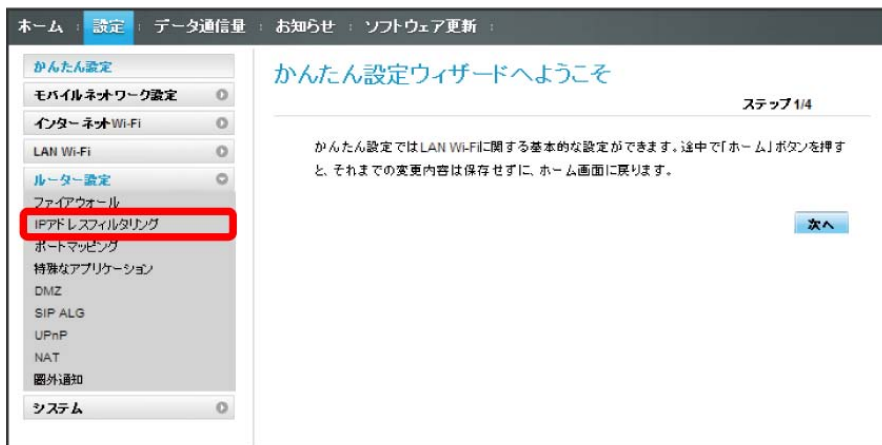 ホーム 設定 データ通信量 お知らせ ソフトウェア更新
かんたん設定
モバイルネットワーク設定
インターネットWi-Fi
LAN Wi-Fi
ルーター設定
ファイアウォール
IPアドレスフィルタリング
ポートマッピング
特殊なアプリケーション
DMZ
SIP ALG
UPnP
NAT
圏外通知
システム
かんたん設定ウィザードへようこそ
ステップ 1/4
かんたん設定ではLAN Wi-Fiに関する基本的な設定ができます。途中で「ホーム」ボタンを押す
と、それまでの変更内容は保存せずに、ホーム画面に戻ります。
次へ